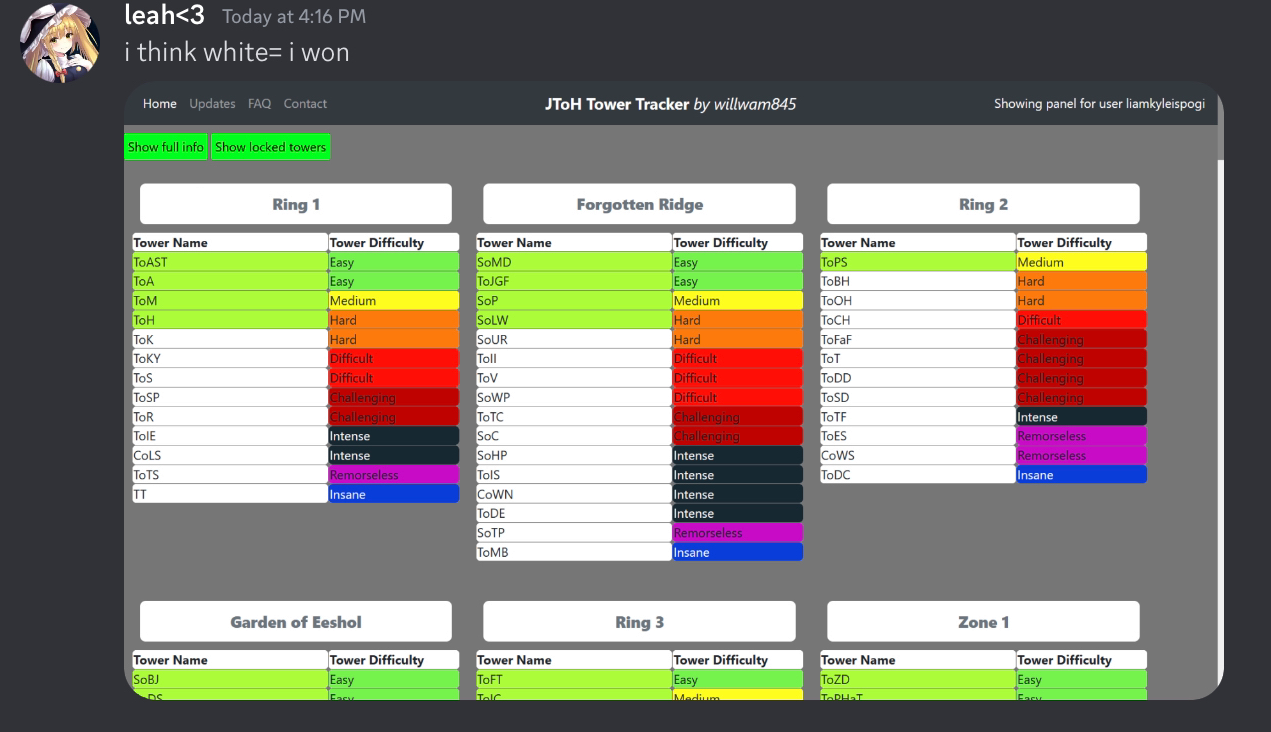 leah<3 Today at 4:16 PM
i think white= i won
Home Updates FAQ Contact
JToH Tower Tracker by willwam845
Showing panel for user liamkyleispogi
Show full info Show locked towers
Ring 1
Tower Name Tower Difficulty
ToAST Easy
ToA Easy
ToM Medium
ToH Hard
ToK Hard
ToKY Difficult
ToS Difficult
ToSP Challenging
ToR Challenging
ToIE Intense
CoLS Intense
ToTS Remorseless
TT Insane
Forgotten Ridge
Tower Name Tower Difficulty
SoMD Easy
ToJGF Easy
SoP Medium
SoLW Hard
SoUR Hard
ToII Difficult
ToV Difficult
SoWP Difficult
ToTC Challenging
SoC Challenging
SoHP Intense
ToIS Intense
CoWN Intense
ToDE Intense
SoTP Remorseless
ToMB Insane
Ring 2
Tower Name Tower Difficulty
ToPS Medium
ToBH Hard
ToOH Hard
ToCH Difficult
ToFaF Challenging
ToT Challenging
ToDD Challenging
ToSD Challenging
ToTF Intense
ToES Remorseless
CoWS Remorseless
ToDC Insane
Garden of Eeshol
Tower Name Tower Difficulty
SoBJ Easy
Easy
Ring 3
Tower Name Tower Difficulty
ToFT Easy
Medium
Zone 1
Tower Name Tower Difficulty
ToZD Easy
ToPHaT Easy